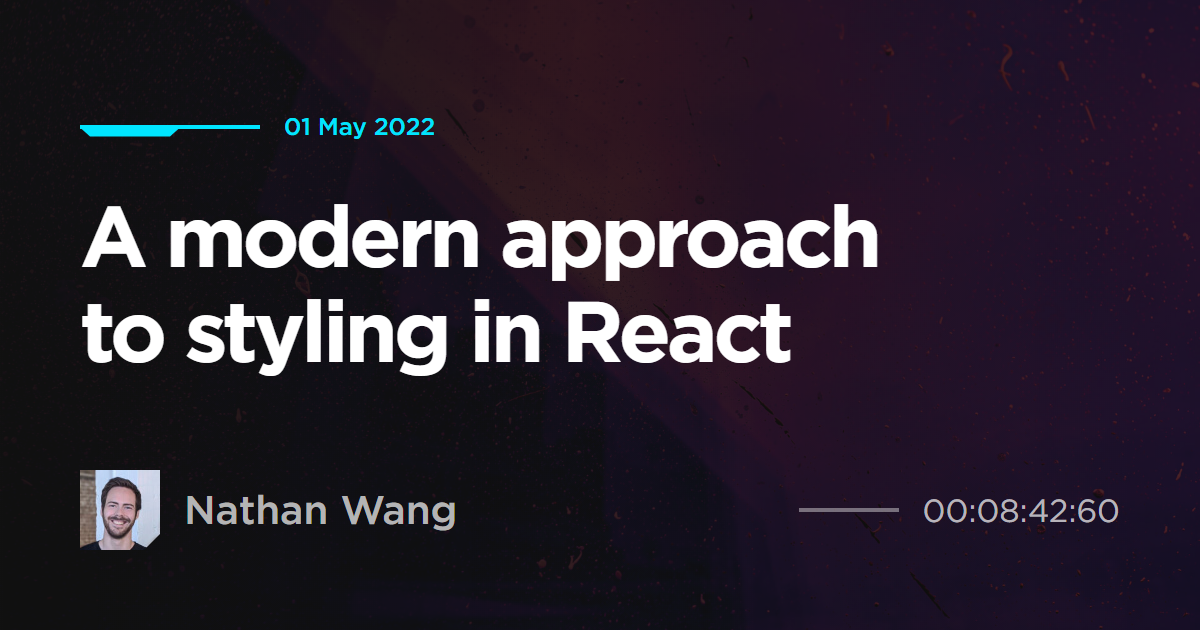 01 May 2022
A modern approach
to styling in React
Nathan Wang
00:08:42:60